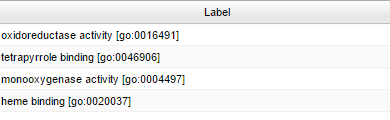 Label
oxidoreductase activity [go:0016491]
tetrapyrrole binding [go:0046906]
monooxygenase activity [go:0004497]
heme binding [go:0020037]